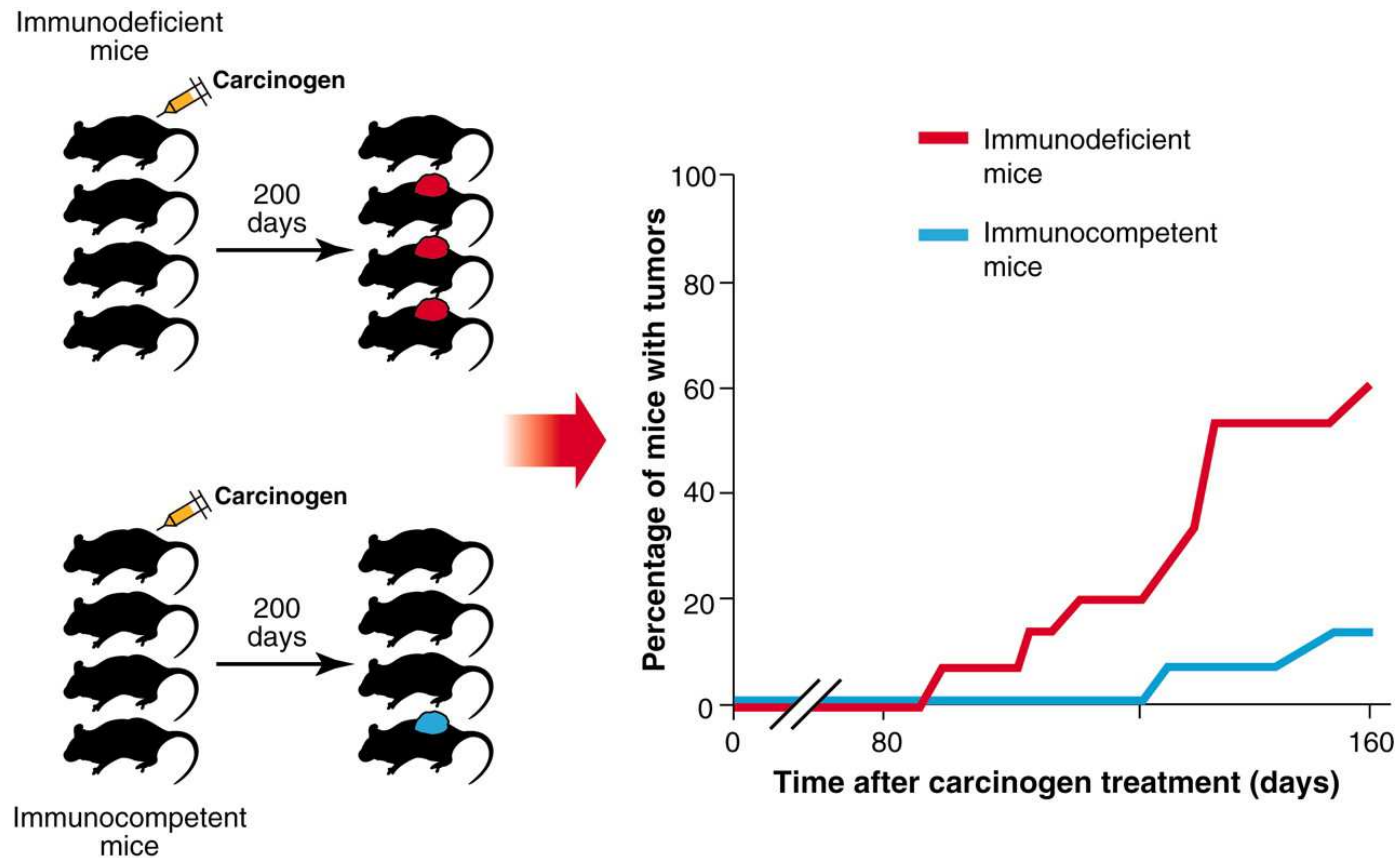 Immunodeficient
mice
Carcinogen
200
days
Carcinogen
200
days
Immunocompetent
mice
Immunodeficient
mice
Immunocompetent
mice
Percentage of mice with tumors
100
80
60
40
20
0
0
80
160
Time after carcinogen treatment (days)